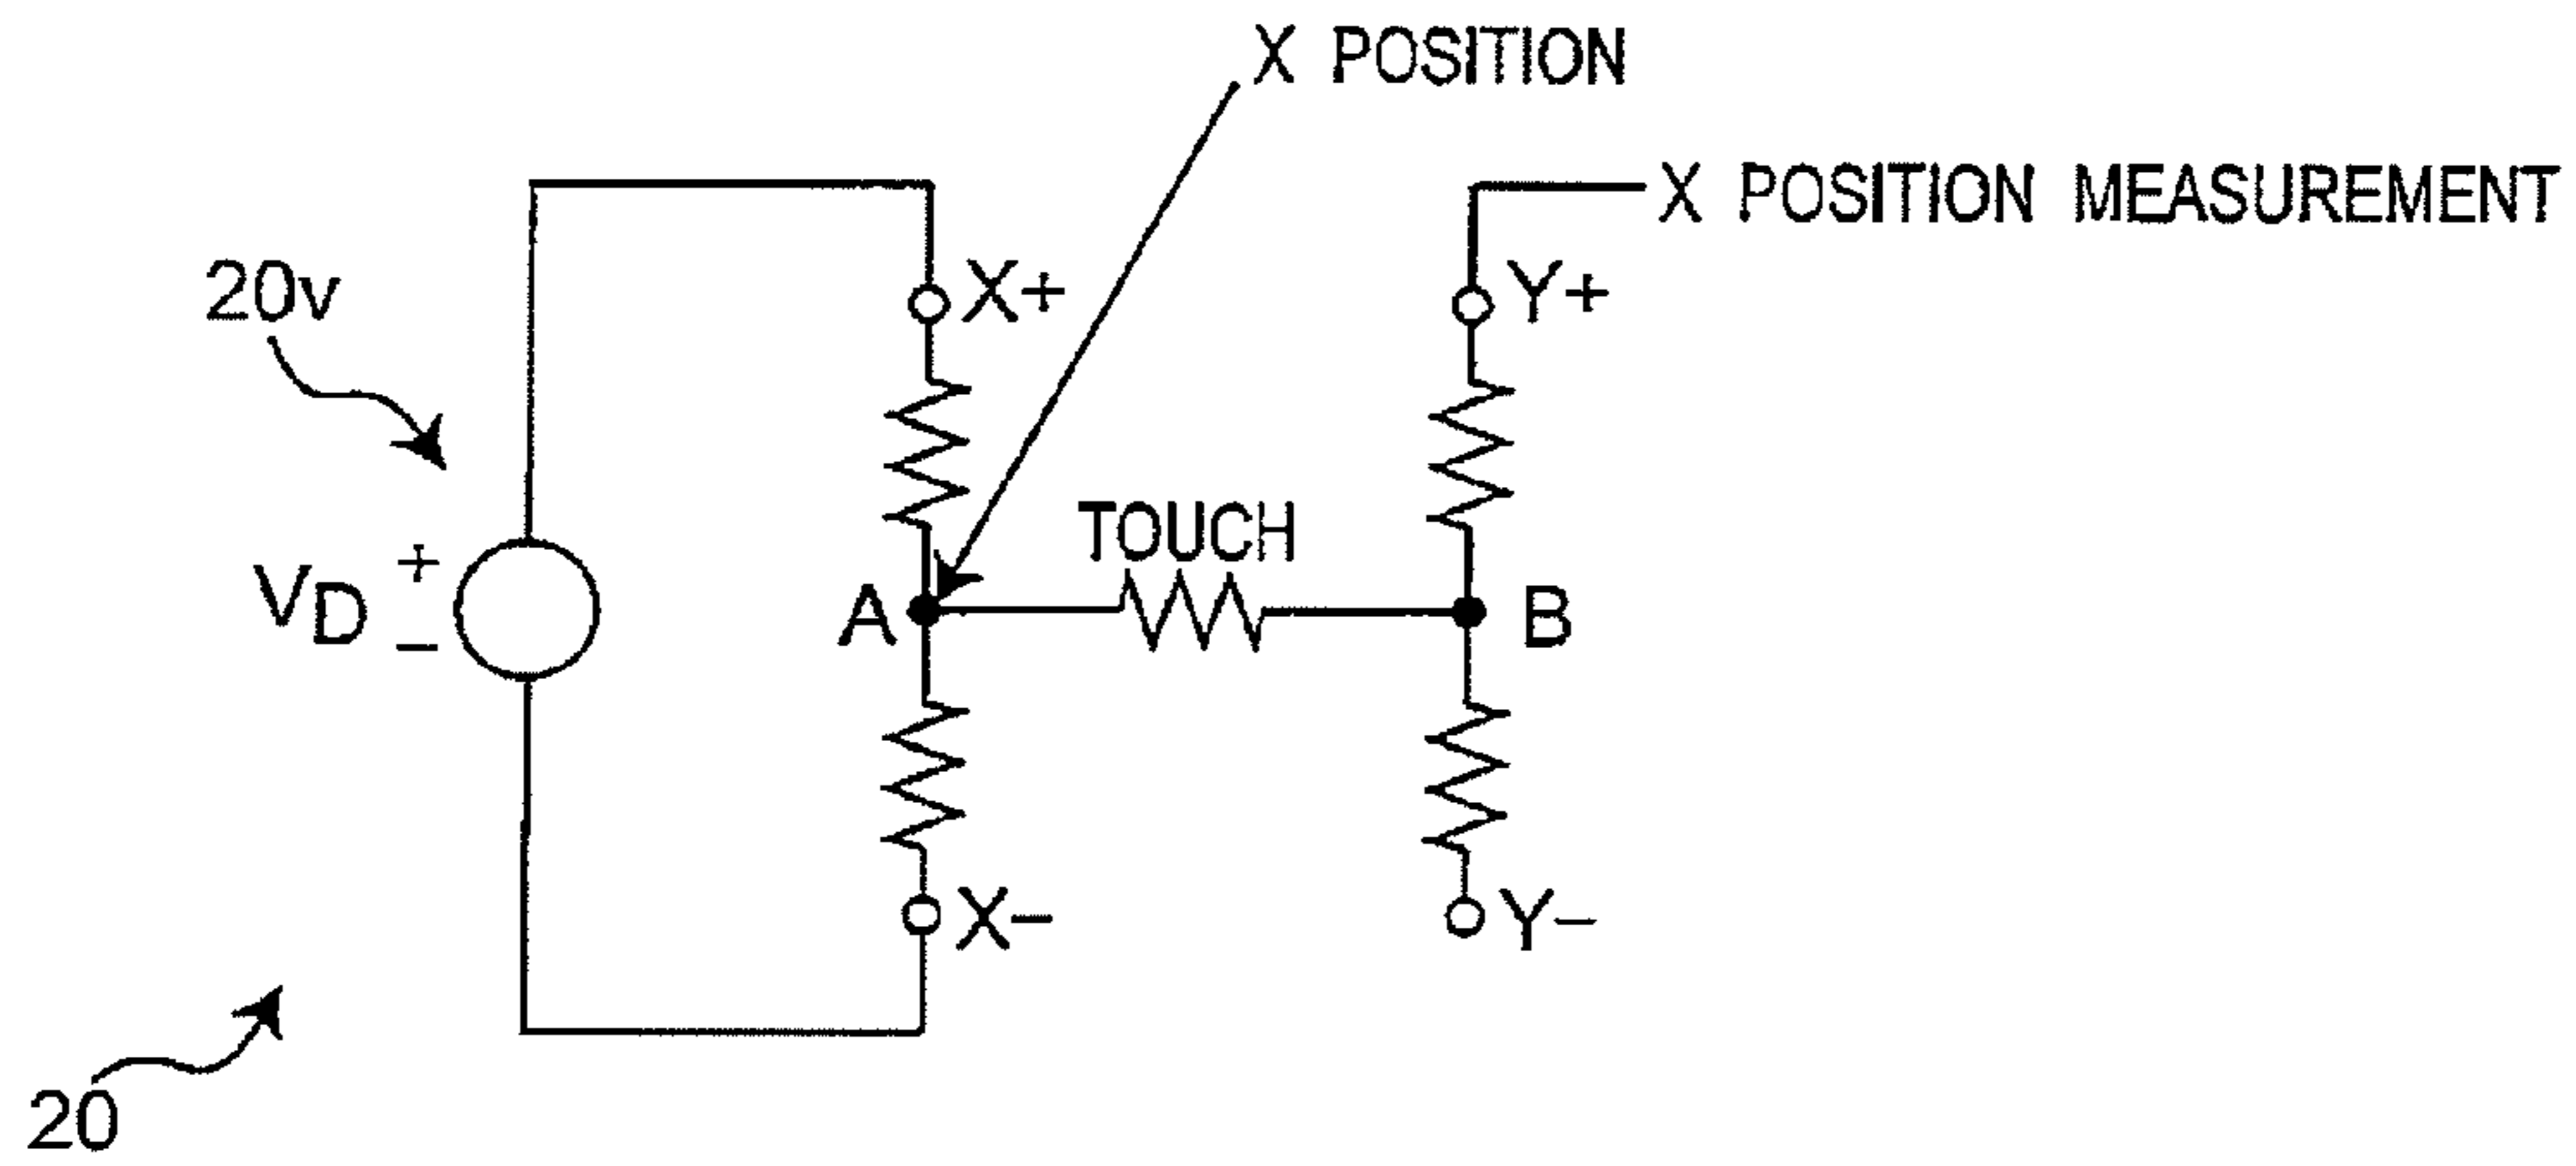 X POSITION
X POSITION MEASUREMENT
20v
X+
Y+
TOUCH
VD
+
−
A
B
X−
Y−
20